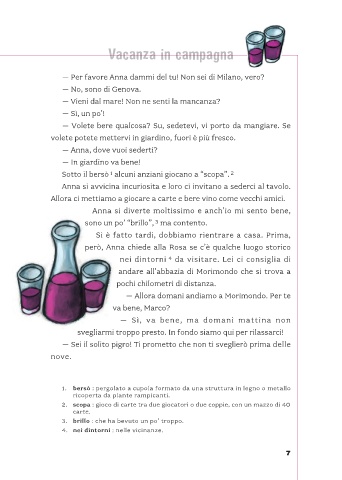 Vacanza in campagna
— Per favore Anna dammi del tu! Non sei di Milano, vero?
— No, sono di Genova.
— Vieni dal mare! Non ne senti la mancanza?
— Sì, un po'!
— Volete bere qualcosa? Su, sedetevi, vi porto da mangiare. Se
volete potete mettervi in giardino, fuori è più fresco.
— Anna, dove vuoi sederti?
— In giardino va bene!
Sotto il bersò 1 alcuni anziani giocano a "scopa". 2
Anna si avvicina incuriosita e loro ci invitano a sederci al tavolo.
Allora ci mettiamo a giocare a carte e bere vino come vecchi amici.
Anna si diverte moltissimo e anch'io mi sento bene,
sono un po' "brillo", 3 ma contento.
Si è fatto tardi, dobbiamo rientrare a casa. Prima,
però, Anna chiede alla Rosa se c'è qualche luogo storico
nei dintorni 4 da visitare. Lei ci consiglia di
andare all'abbazia di Morimondo che si trova a
pochi chilometri di distanza.
— Allora domani andiamo a Morimondo. Per te
va bene, Marco?
— Sì, va bene, ma domani mattina non
svegliarmi troppo presto. In fondo siamo qui per rilassarci!
— Sei il solito pigro! Ti prometto che non ti sveglierò prima delle
nove.
1. bersò : pergolato a cupola formato da una struttura in legno o metallo
ricoperta da piante rampicanti.
2. scopa : gioco di carte tra due giocatori o due coppie, con un mazzo di 40
carte.
3. brillo : che ha bevuto un po' troppo.
4. nei dintorni : nelle vicinanze.
7